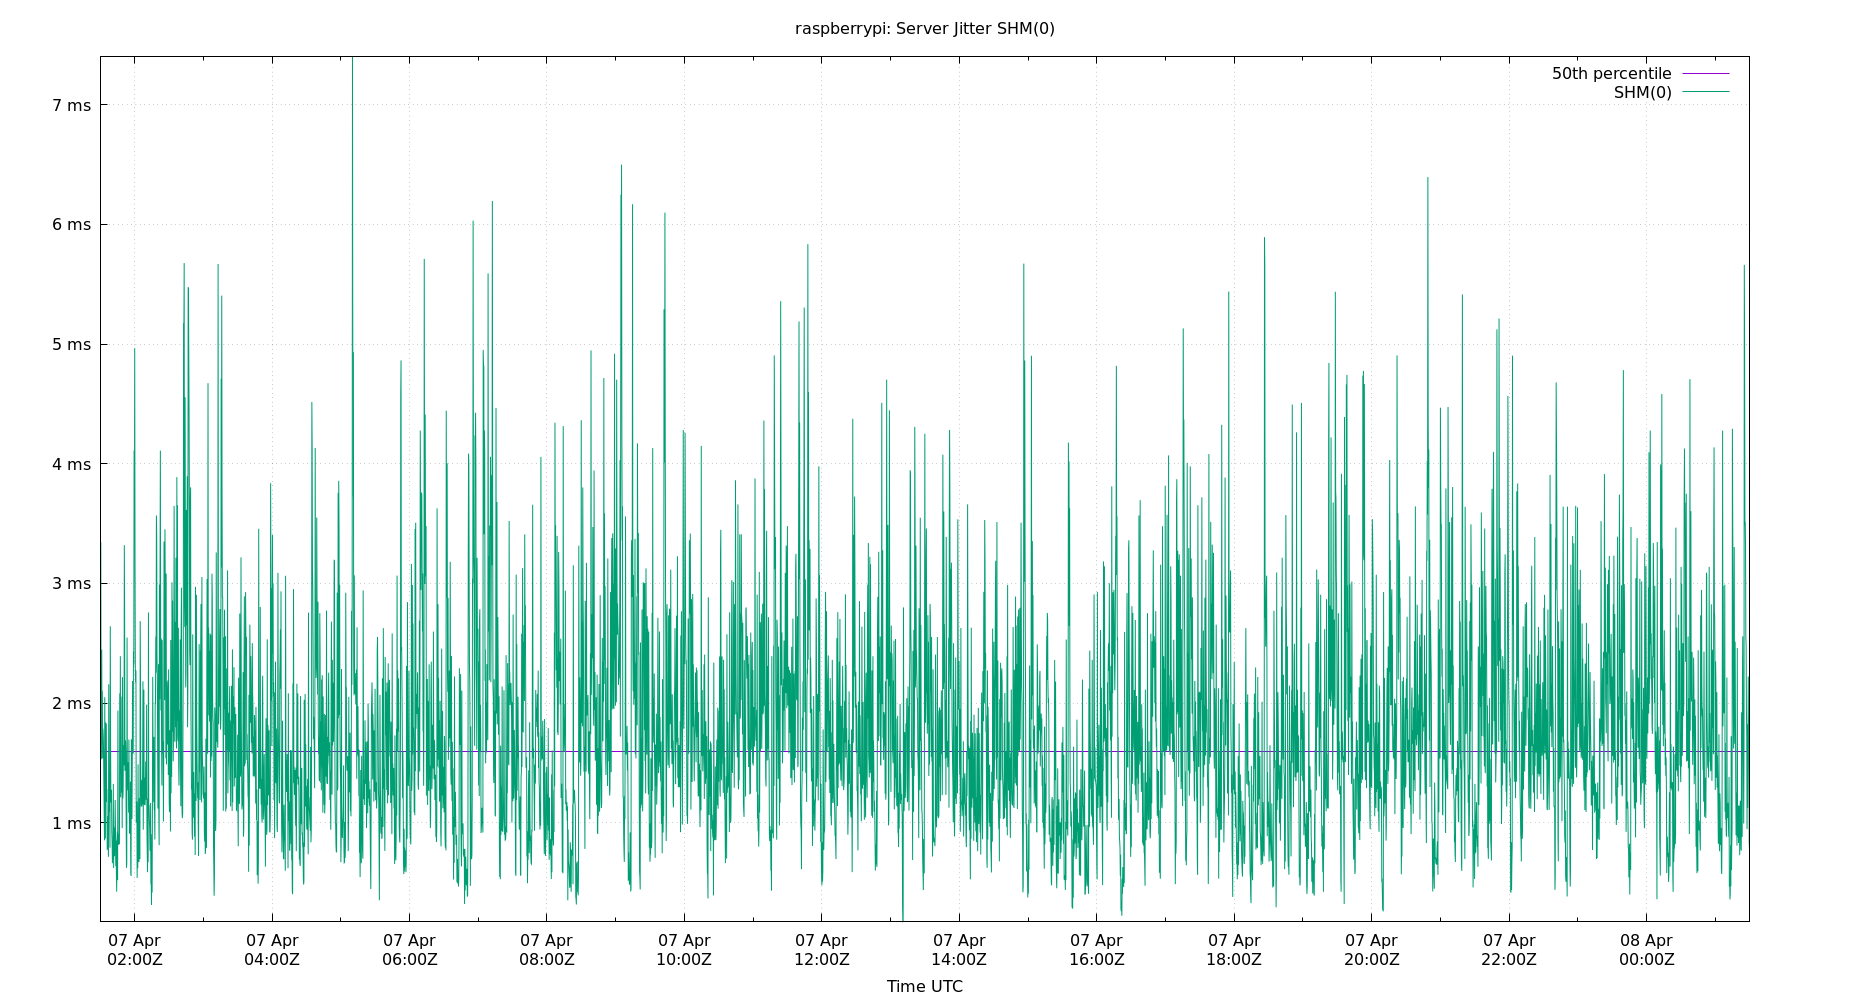 raspberrypi: Server Jitter SHM(0)
50th percentile
SHM(0)
7 ms
6 ms
5 ms
4 ms
3 ms
2 ms
1 ms
07 Apr 07 Apr 07 Apr 07 Apr 07 Apr 07 Apr 07 Apr 07 Apr 07 Apr 07 Apr 07 Apr 08 Apr
02:00Z 04:00Z 06:00Z 08:00Z 10:00Z 12:00Z 14:00Z 16:00Z 18:00Z 20:00Z 22:00Z 00:00Z
Time UTC